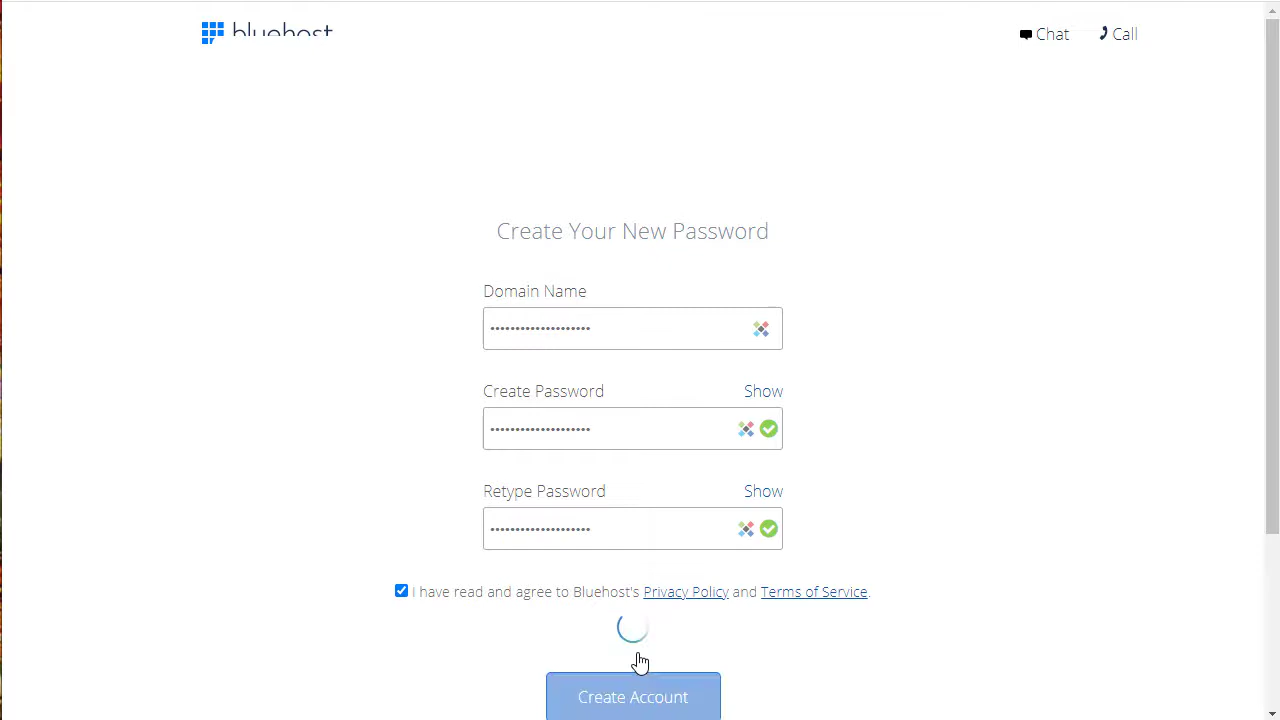 bluehost
Chat
Call
Create Your New Password
Domain Name
••••••••••••••••••••
Create Password Show
••••••••••••••••••••
Retype Password Show
••••••••••••••••••••
I have read and agree to Bluehost's Privacy Policy and Terms of Service.
Create Account